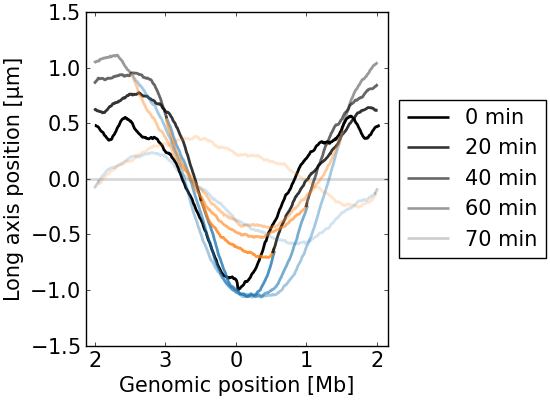 1.5
1.0
0.5
0.0
−0.5
−1.0
−1.5
Long axis position [µm]
2 3 0 1 2
Genomic position [Mb]
0 min
20 min
40 min
60 min
70 min